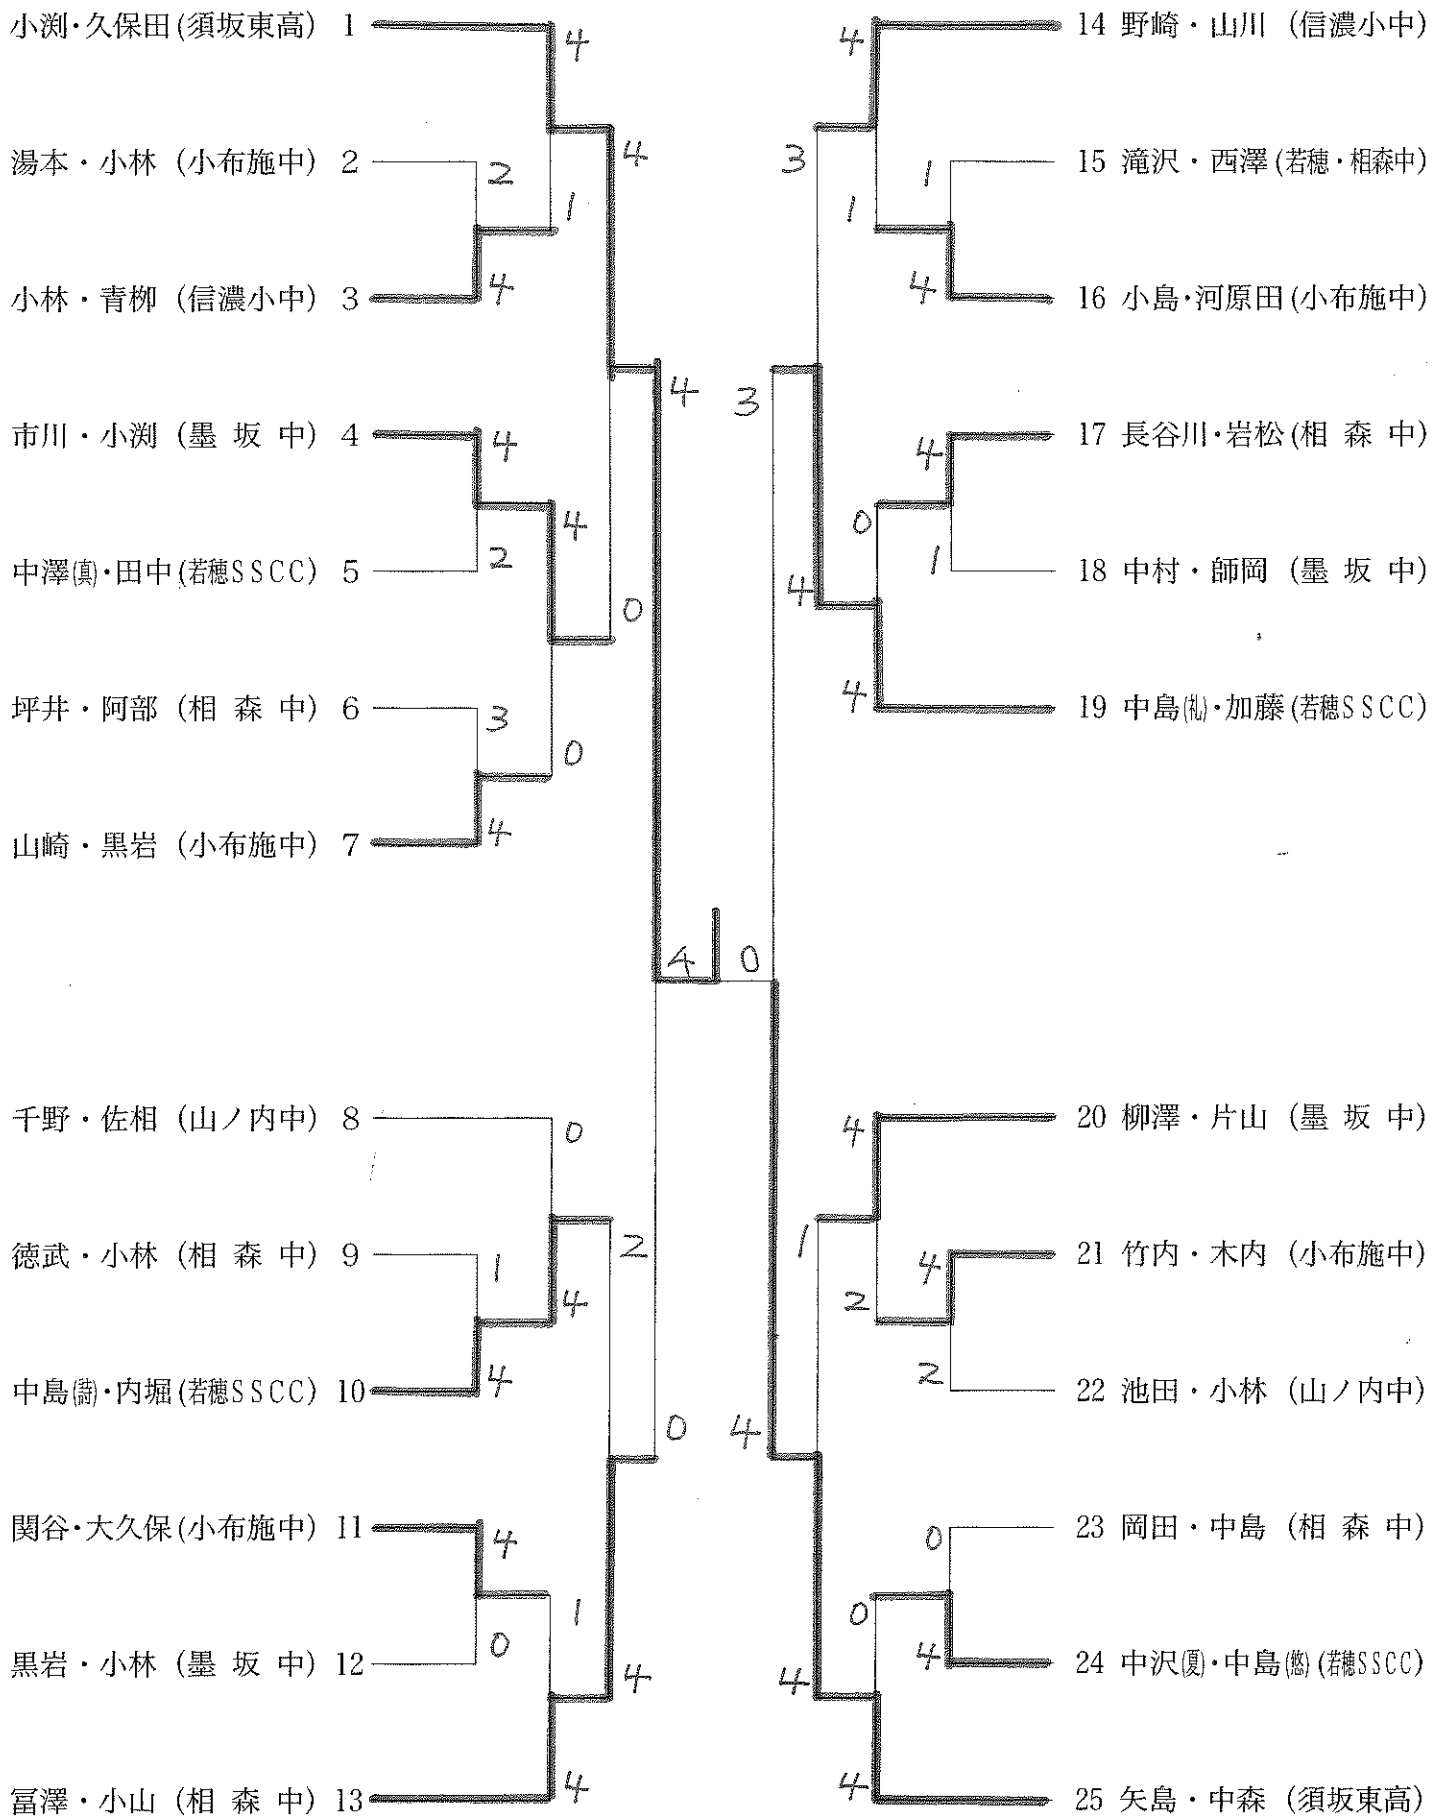 小渕・久保田(須坂東高) 1
4
湯本・小林 (小布施中) 2
2
4
1
小林・青栁 (信濃小中) 3
4
市川・小渕 (墨坂中) 4
4
4
4
中澤(真)・田中(若穂SSCC) 5
2
0
坪井・阿部 (相森中) 6
3
0
山崎・黒岩 (小布施中) 7
4
4
0
千野・佐相 (山ノ内中) 8
0
徳武・小林 (相森中) 9
1
2
4
中島(詩)・内堀(若穂SSCC) 10
4
0
関谷・大久保(小布施中) 11
4
1
黒岩・小林 (墨坂中) 12
0
4
冨澤・小山 (相森中) 13
4
14 野崎・山川 (信濃小中)
4
15 滝沢・西澤(若穂・相森中)
3
1
1
16 小島・河原田(小布施中)
4
3
17 長谷川・岩松(相森中)
4
0
18 中村・師岡 (墨坂中)
1
4
19 中島(礼)・加藤(若穂SSCC)
4
20 柳澤・片山 (墨坂中)
4
21 竹内・木内 (小布施中)
1
4
2
22 池田・小林 (山ノ内中)
2
4
23 岡田・中島 (相森中)
0
0
24 中沢(夏)・中島(悠)(若穂SSCC)
4
4
25 矢島・中森 (須坂東高)
4